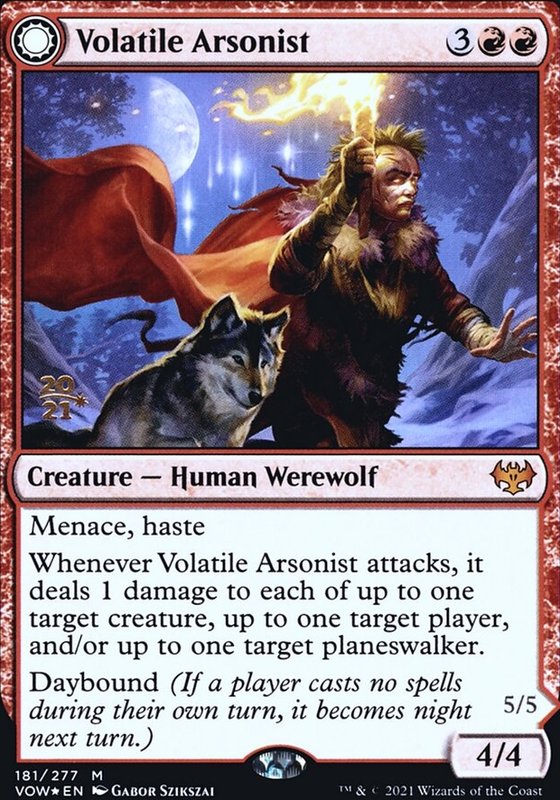 Volatile Arsonist 3
20
21
Creature — Human Werewolf
Menace, haste
Whenever Volatile Arsonist attacks, it
deals 1 damage to each of up to one
target creature, up to one target player,
and/or up to one target planeswalker.
Daybound (If a player casts no spells
during their own turn, it becomes night
next turn.)
5/5
4/4
181/277 M
VOW★EN Gabor Szikszai
™ & © 2021 Wizards of the Coast